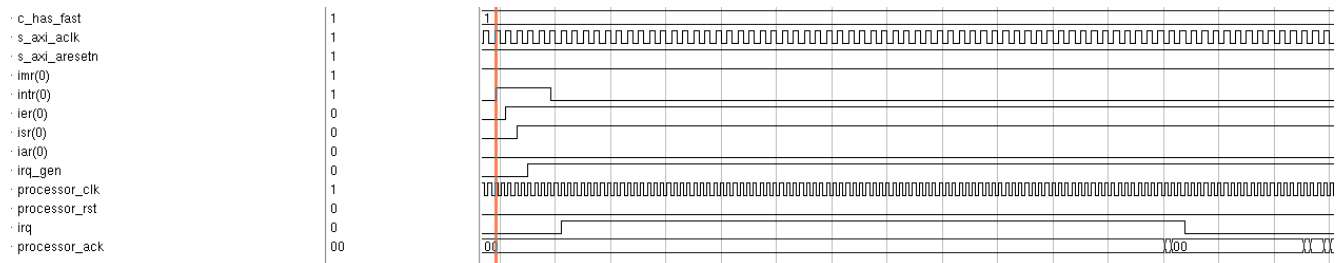 c_has_fast 1 1
s_axi_aclk 1
s_axi_aresetn 1
imr(0) 1
intr(0) 1
ier(0) 0
isr(0) 0
iar(0) 0
irq_gen 0
processor_clk 1
processor_rst 0
irq 0
processor_ack 00 00 00